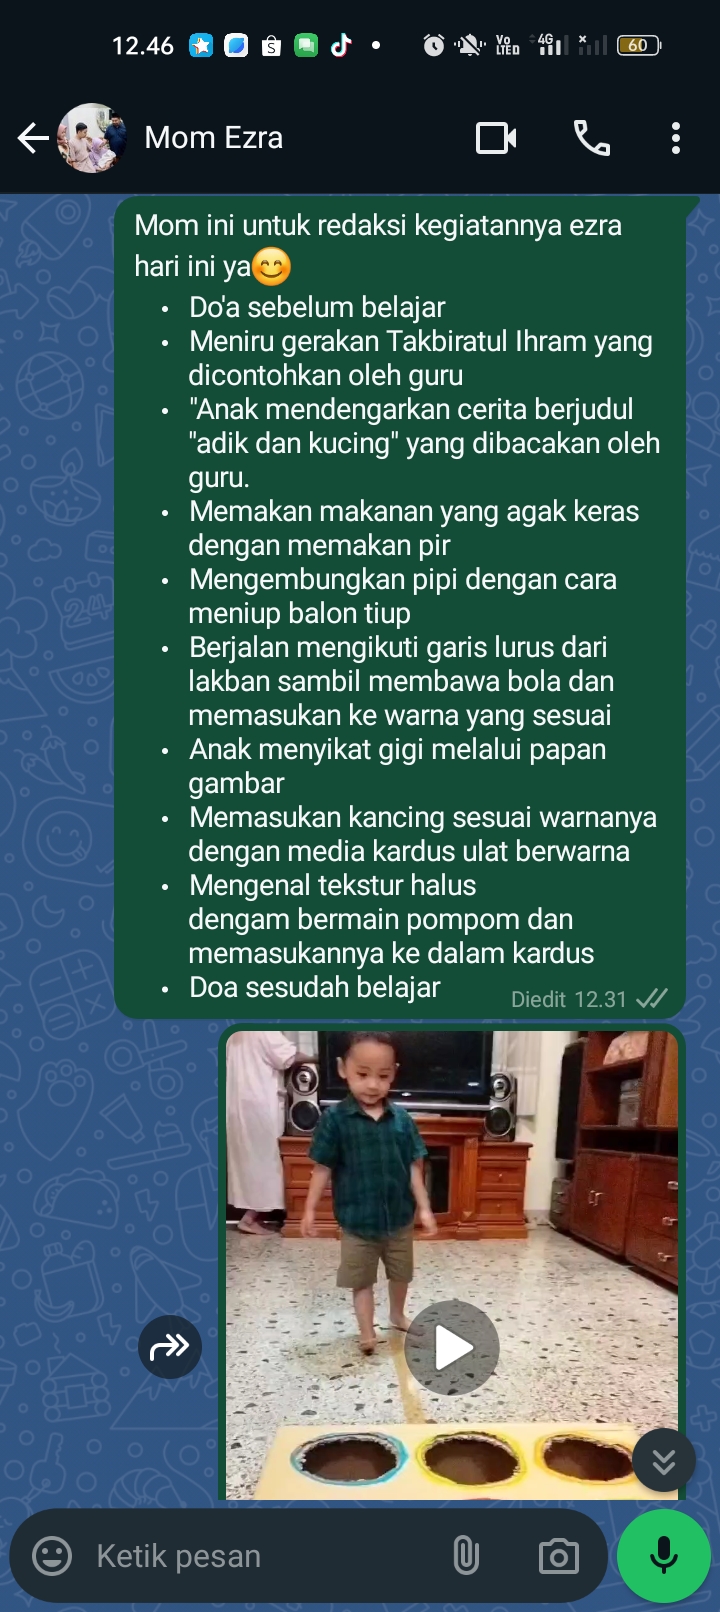 12.46
VoLTED
4G
60
Mom Ezra
Mom ini untuk redaksi kegiatannya ezra
hari ini ya😊
• Do'a sebelum belajar
• Meniru gerakan Takbiratul Ihram yang
dicontohkan oleh guru
• "Anak mendengarkan cerita berjudul
"adik dan kucing" yang dibacakan oleh
guru.
• Memakan makanan yang agak keras
dengan memakan pir
• Mengembungkan pipi dengan cara
meniup balon tiup
• Berjalan mengikuti garis lurus dari
lakban sambil membawa bola dan
memasukan ke warna yang sesuai
• Anak menyikat gigi melalui papan
gambar
• Memasukan kancing sesuai warnanya
dengan media kardus ulat berwarna
• Mengenal tekstur halus
dengam bermain pompom dan
memasukannya ke dalam kardus
• Doa sesudah belajar
Diedit 12.31
Ketik pesan